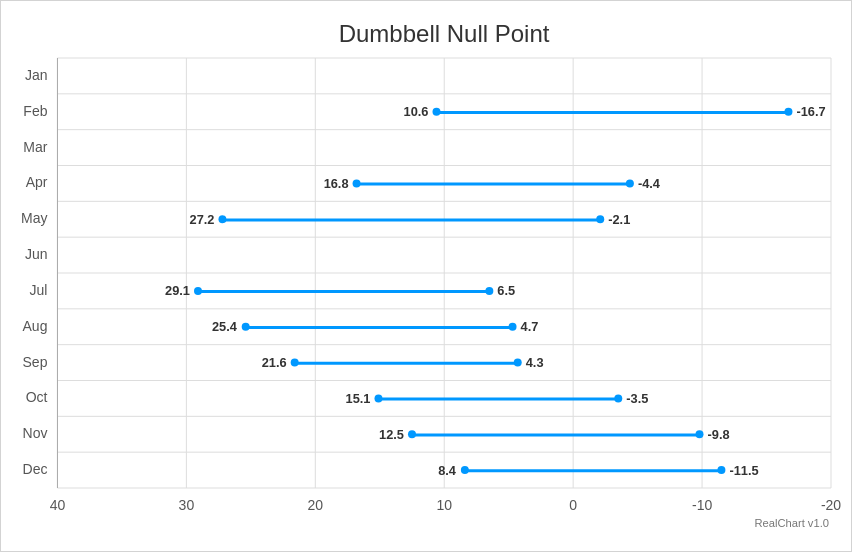 Dumbbell Null Point
Jan
Feb 10.6 -16.7
Mar
Apr 16.8 -4.4
May 27.2 -2.1
Jun
Jul 29.1 6.5
Aug 25.4 4.7
Sep 21.6 4.3
Oct 15.1 -3.5
Nov 12.5 -9.8
Dec 8.4 -11.5
40 30 20 10 0 -10 -20
RealChart v1.0